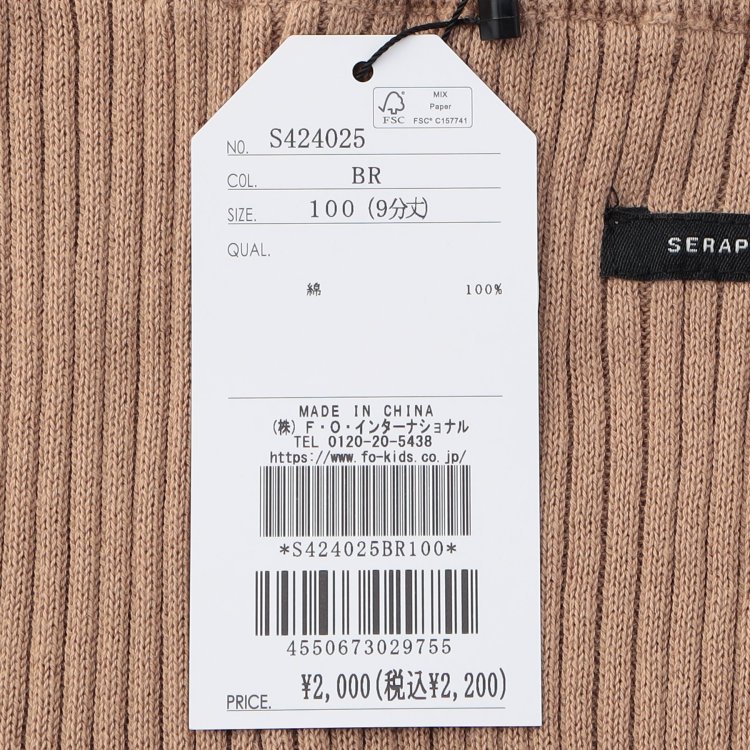 MIX
Paper
FSC
FSC® C157741
NO. S424025
COL. BR
SIZE. 100 (9分丈)
QUAL.
綿 100%
SERAP
MADE IN CHINA
(株) F・O・インターナショナル
TEL 0120-20-5438
https://www.fo-kids.co.jp/
*S424025BR100*
4550673029755
PRICE. ¥2,000(税込¥2,200)